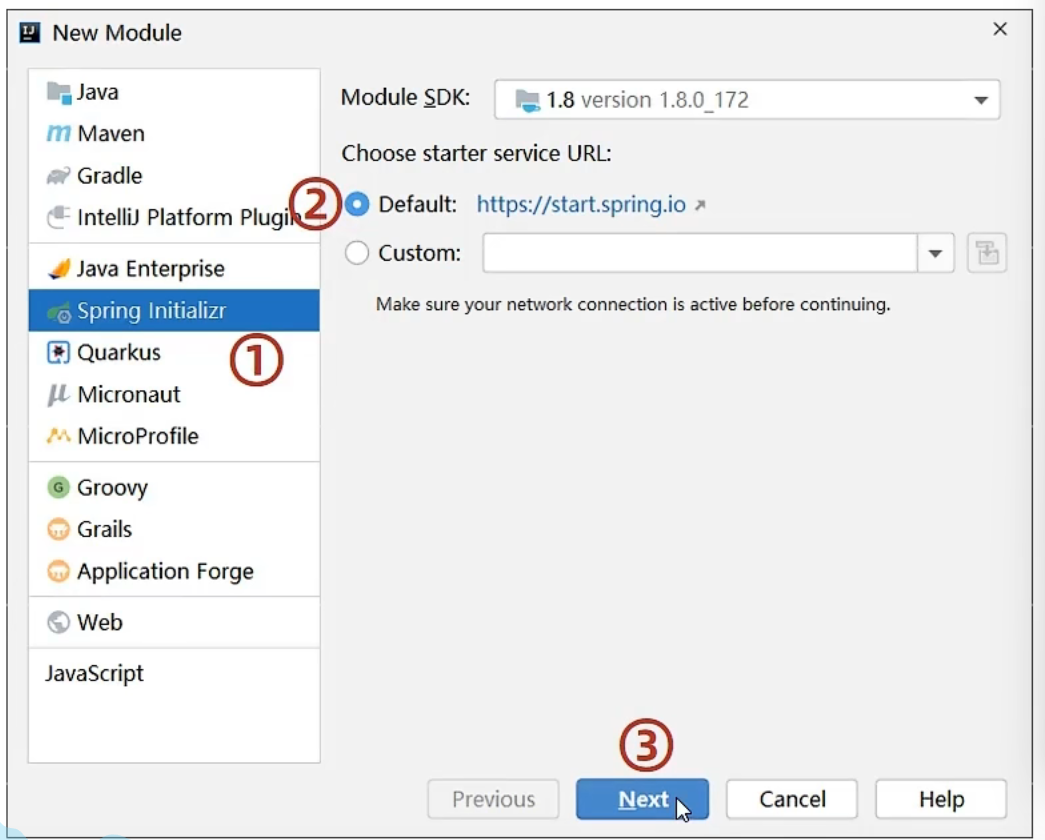 New Module
Java
Maven
Gradle
IntelliJ Platform Plugin
Java Enterprise
Spring Initializr
Quarkus
Micronaut
MicroProfile
Groovy
Grails
Application Forge
Web
JavaScript
①
Module SDK: 1.8 version 1.8.0_172
Choose starter service URL:
② Default: https://start.spring.io
Custom:
Make sure your network connection is active before continuing.
③
Previous Next Cancel Help